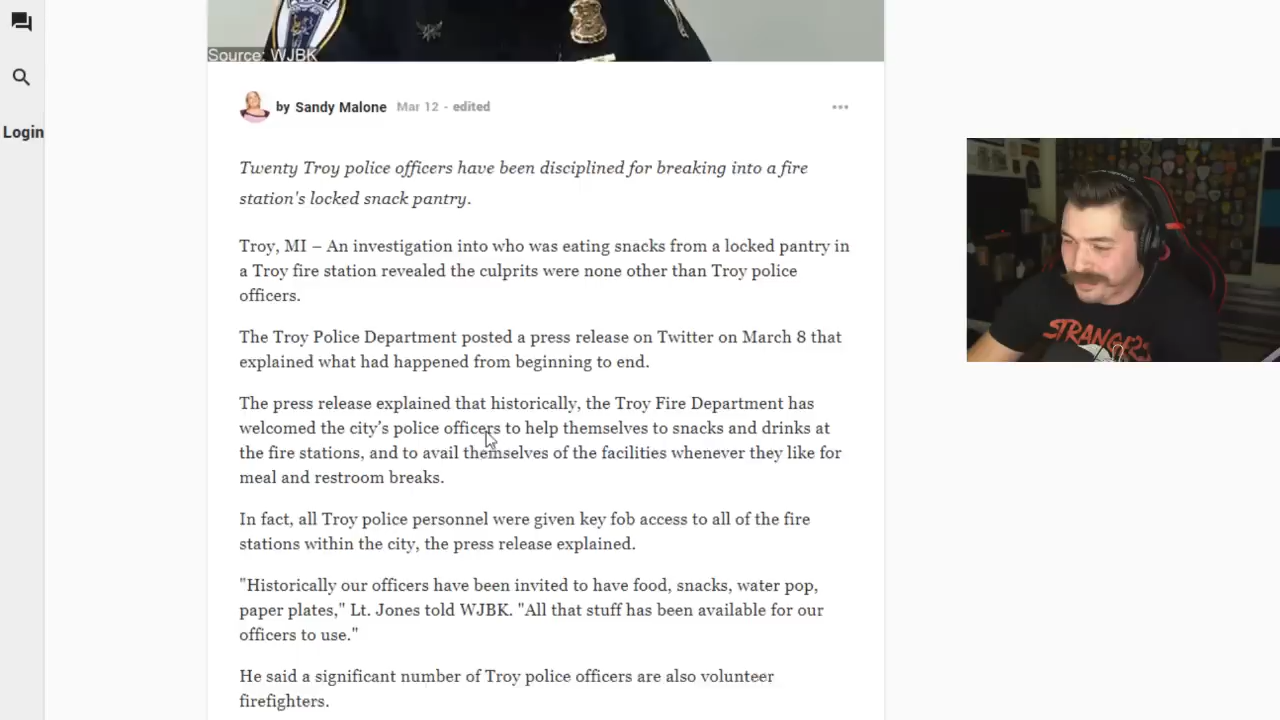 Source: WJBK
Login
by Sandy Malone Mar 12 - edited
Twenty Troy police officers have been disciplined for breaking into a fire
station's locked snack pantry.
Troy, MI – An investigation into who was eating snacks from a locked pantry in
a Troy fire station revealed the culprits were none other than Troy police
officers.
The Troy Police Department posted a press release on Twitter on March 8 that
explained what had happened from beginning to end.
The press release explained that historically, the Troy Fire Department has
welcomed the city's police officers to help themselves to snacks and drinks at
the fire stations, and to avail themselves of the facilities whenever they like for
meal and restroom breaks.
In fact, all Troy police personnel were given key fob access to all of the fire
stations within the city, the press release explained.
"Historically our officers have been invited to have food, snacks, water pop,
paper plates," Lt. Jones told WJBK. "All that stuff has been available for our
officers to use."
He said a significant number of Troy police officers are also volunteer
firefighters.
STRANGERS